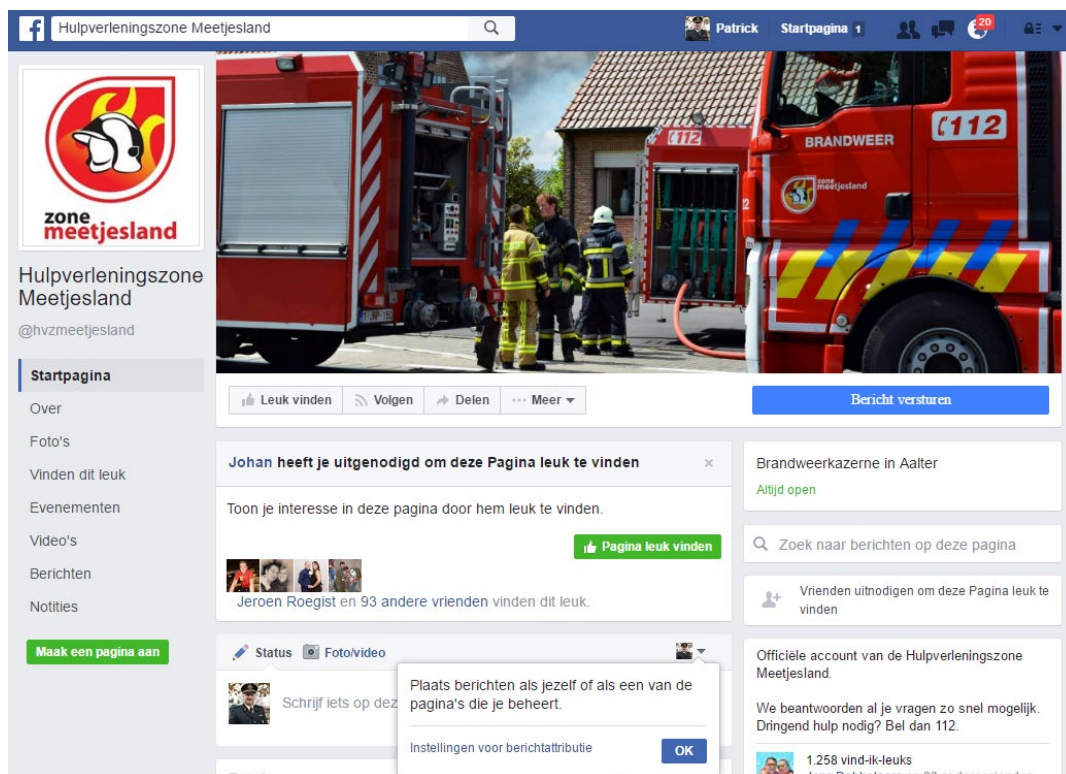 Hulpverleningszone Meetjesland
Patrick
Startpagina 1
20
zone
meetjesland
Hulpverleningszone
Meetjesland
@hvzmeetjesland
Startpagina
Over
Foto's
Vinden dit leuk
Evenementen
Video's
Berichten
Notities
Maak een pagina aan
112
BRANDWEER
112
zone
meetjesland
Leuk vinden
Volgen
Delen
Meer
Bericht versturen
Johan heeft je uitgenodigd om deze Pagina leuk te vinden
Toon je interesse in deze pagina door hem leuk te vinden.
Pagina leuk vinden
Jeroen Roegist en 93 andere vrienden vinden dit leuk.
Status
Foto/video
Schrijf iets op dez
Plaats berichten als jezelf of als een van de
pagina's die je beheert.
Instellingen voor berichtattributie
OK
Brandweerkazerne in Aalter
Altijd open
Zoek naar berichten op deze pagina
Vrienden uitnodigen om deze Pagina leuk te
vinden
Officiële account van de Hulpverleningszone
Meetjesland.
We beantwoorden al je vragen zo snel mogelijk.
Dringend hulp nodig? Bel dan 112.
1.258 vind-ik-leuks